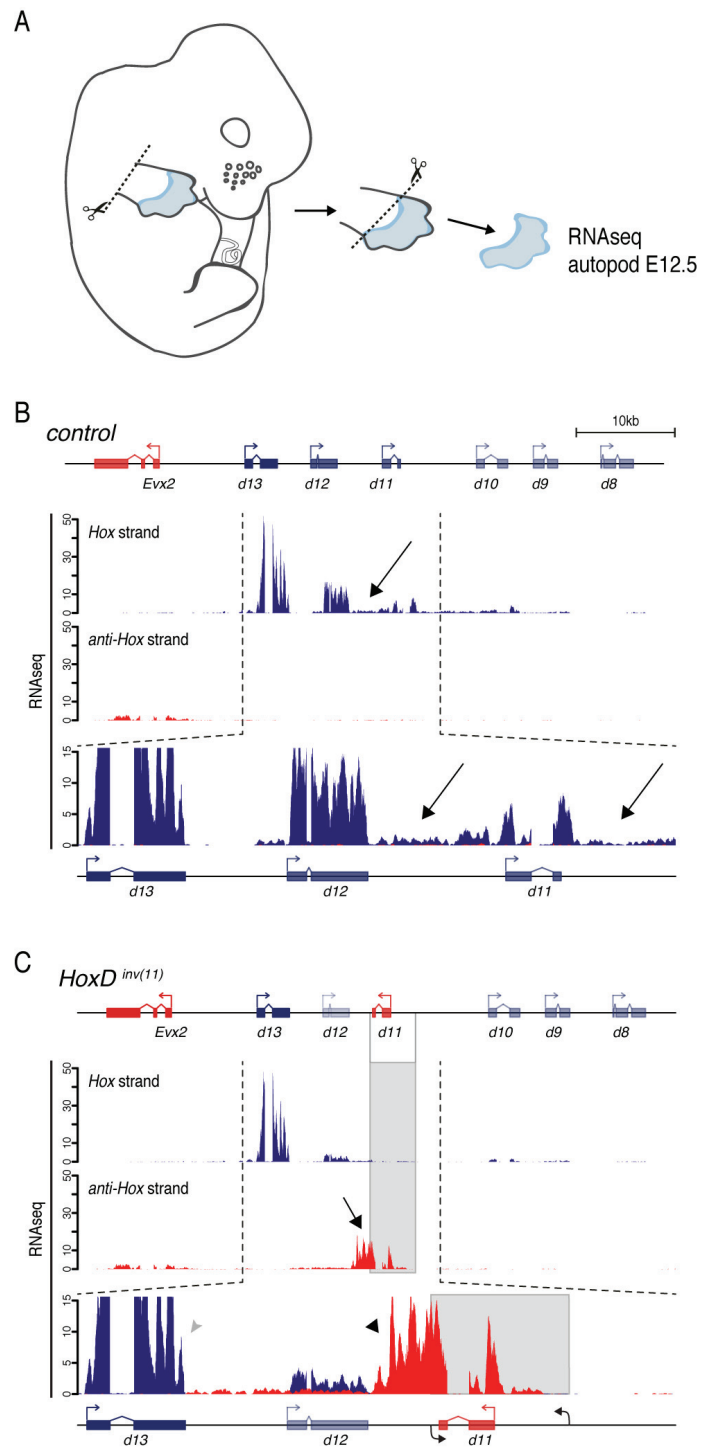 A
RNAseq
autopod E12.5
B
control
10kb
Evx2 d13 d12 d11 d10 d9 d8
RNAseq
50
30
10
0
Hox strand
50
30
10
0
anti-Hox strand
15
10
5
0
d13 d12 d11
C
HoxD inv(11)
Evx2 d13 d12 d11 d10 d9 d8
RNAseq
50
30
10
0
Hox strand
50
30
10
0
anti-Hox strand
15
10
5
0
d13 d12 d11